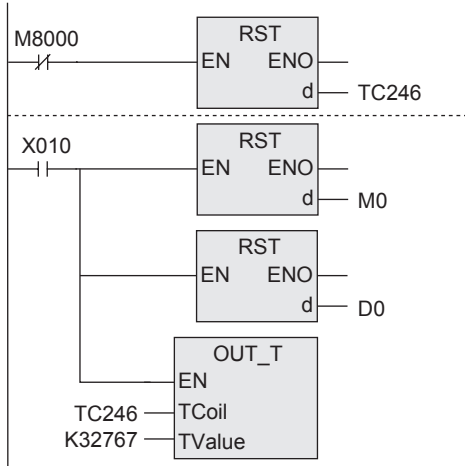 M8000
RST
EN ENO
d TC246
X010
RST
EN ENO
d M0
RST
EN ENO
d D0
OUT_T
EN
TC246 TCoil
K32767 TValue